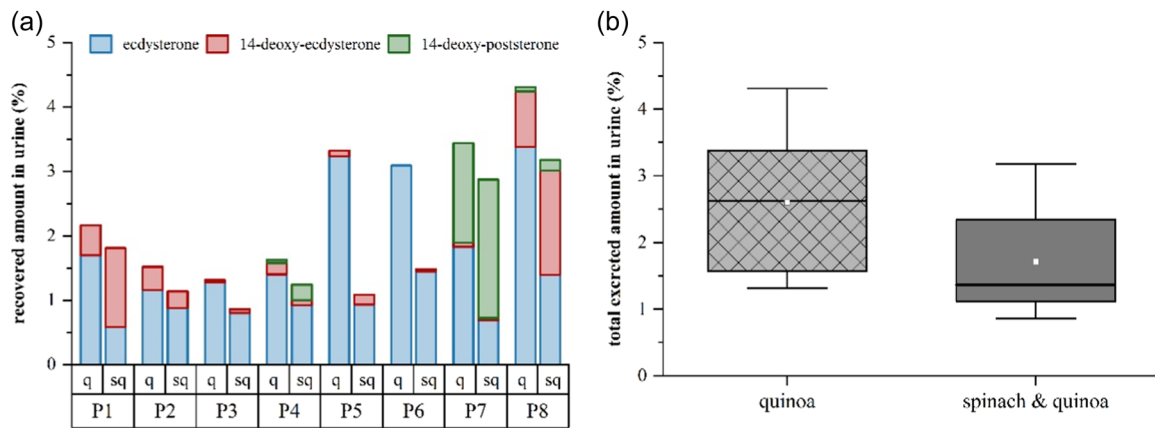 (a)
ecdysterone 14-deoxy-ecdysterone 14-deoxy-poststerone
recovered amount in urine (%)
5
4
3
2
1
0
q sq q sq q sq q sq q sq q sq q sq q sq
P1 P2 P3 P4 P5 P6 P7 P8
(b)
total excreted amount in urine (%)
5
4
3
2
1
0
quinoa spinach & quinoa